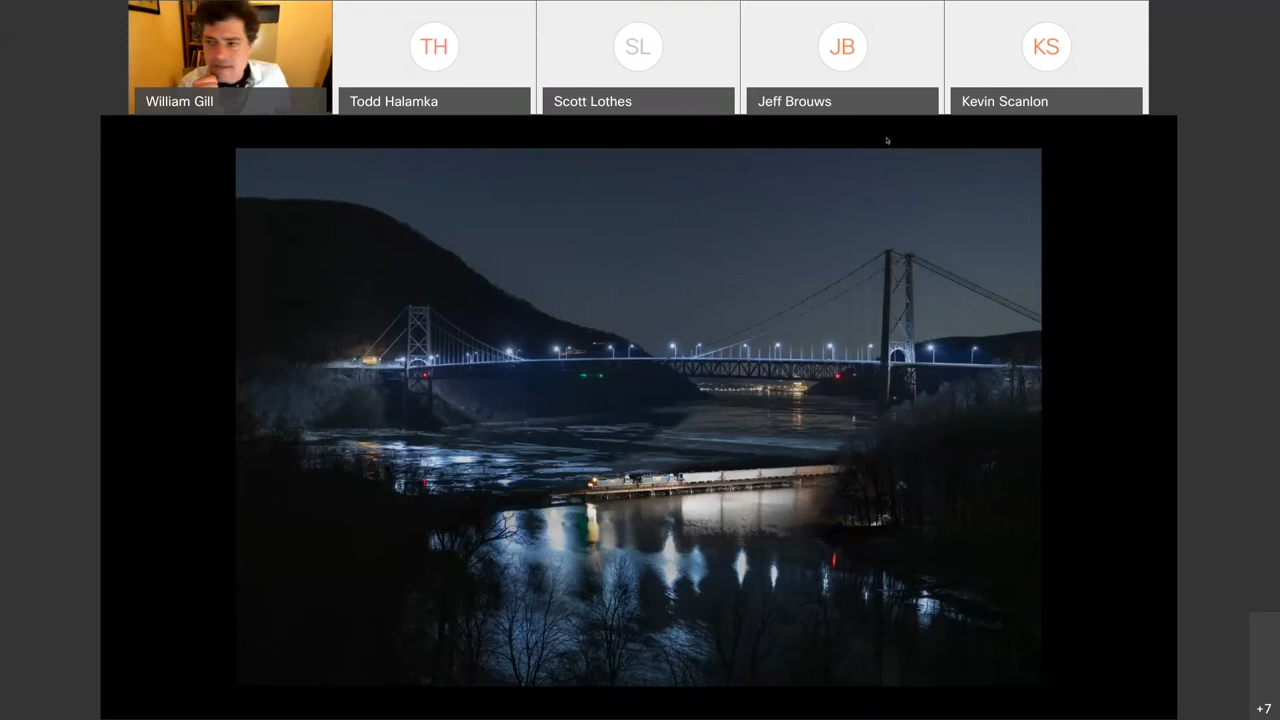 TH
SL
JB
KS
William Gill
Todd Halamka
Scott Lothes
Jeff Brouws
Kevin Scanlon
+7